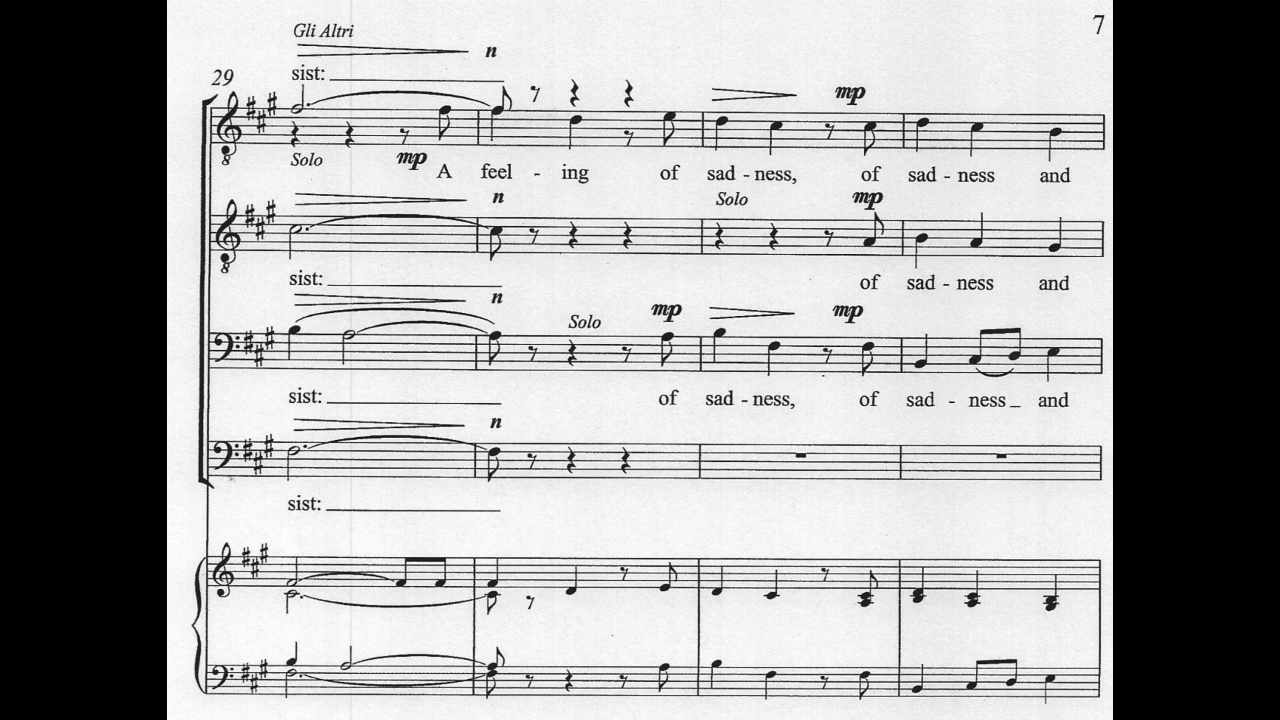 7
Gli Altri
n
sist:
29
Solo mp
A feel - ing of sad - ness, of sad - ness and
mp
n
Solo mp
sist: of sad - ness and
n
Solo mp mp
sist: of sad - ness, of sad - ness and
n
sist: